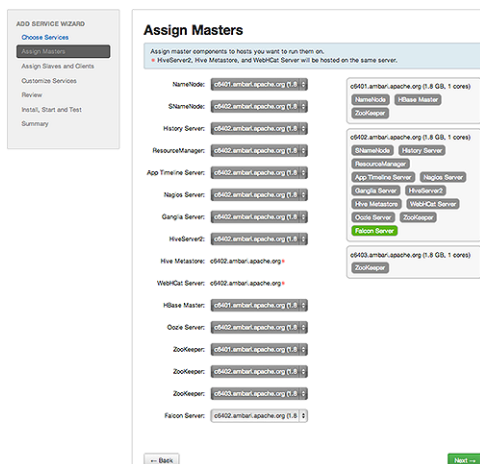 ADD SERVICE WIZARD
Choose Services
Assign Masters
Assign Slaves and Clients
Customize Services
Review
Install, Start and Test
Summary
Assign Masters
Assign master components to hosts you want to run them on.
* HiveServer2, Hive Metastore, and WebHCat Server will be hosted on the same server.
NameNode: c6401.ambari.apache.org (1.8
SNameNode: c6402.ambari.apache.org (1.8
History Server: c6402.ambari.apache.org (1.8
ResourceManager: c6402.ambari.apache.org (1.8
App Timeline Server: c6402.ambari.apache.org (1.8
Nagios Server: c6402.ambari.apache.org (1.8
Ganglia Server: c6402.ambari.apache.org (1.8
HiveServer2: c6402.ambari.apache.org (1.8
Hive Metastore: c6402.ambari.apache.org*
WebHCat Server: c6402.ambari.apache.org*
HBase Master: c6401.ambari.apache.org (1.8
Oozie Server: c6402.ambari.apache.org (1.8
ZooKeeper: c6401.ambari.apache.org (1.8
ZooKeeper: c6402.ambari.apache.org (1.8
ZooKeeper: c6403.ambari.apache.org (1.8
Falcon Server: c6402.ambari.apache.org (1.8
c6401.ambari.apache.org (1.8 GB, 1 cores)
NameNode HBase Master
ZooKeeper
c6402.ambari.apache.org (1.8 GB, 1 cores)
SNameNode History Server
ResourceManager
App Timeline Server Nagios Server
Ganglia Server HiveServer2
Hive Metastore WebHCat Server
Oozie Server ZooKeeper
Falcon Server
c6403.ambari.apache.org (1.8 GB, 1 cores)
ZooKeeper
← Back
Next →